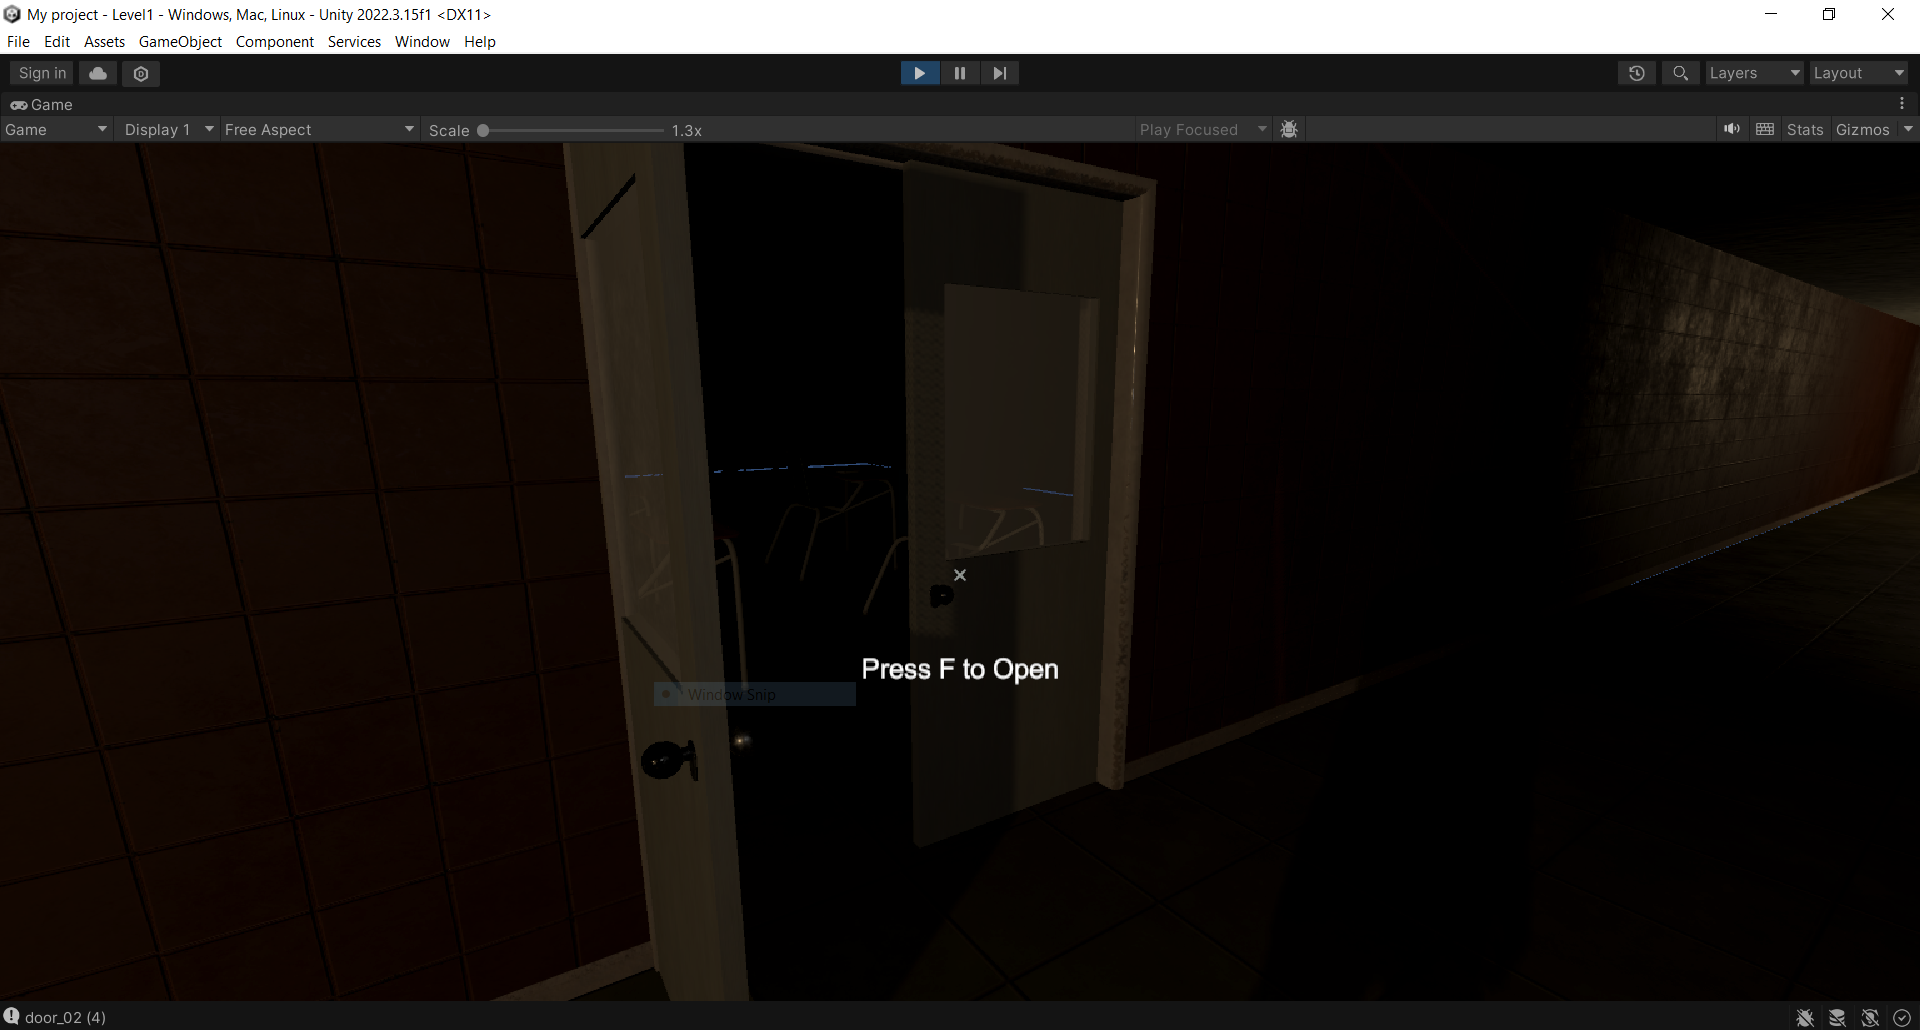 My project - Level1 - Windows, Mac, Linux - Unity 2022.3.15f1 <DX11>
File Edit Assets GameObject Component Services Window Help
Sign in Layers Layout
Game
Game Display 1 Free Aspect Scale 1.3x Play Focused Stats Gizmos
Press F to Open
Window Snip
door_02 (4)